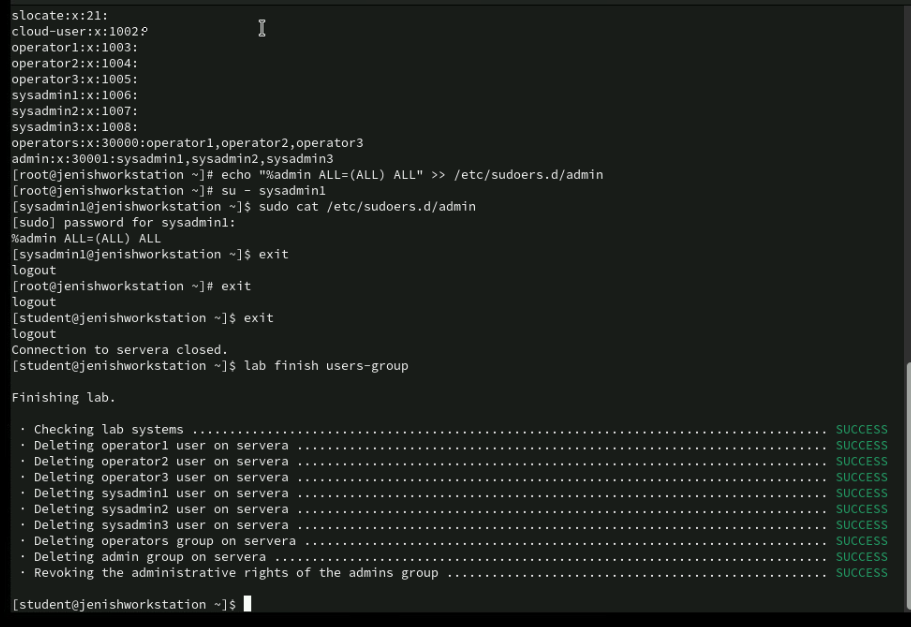 slocate:x:21:
cloud-user:x:1002:
operator1:x:1003:
operator2:x:1004:
operator3:x:1005:
sysadmin1:x:1006:
sysadmin2:x:1007:
sysadmin3:x:1008:
operators:x:30000:operator1,operator2,operator3
admin:x:30001:sysadmin1,sysadmin2,sysadmin3
[root@jenishworkstation ~]# echo "%admin ALL=(ALL) ALL" >> /etc/sudoers.d/admin
[root@jenishworkstation ~]# su - sysadmin1
[sysadmin1@jenishworkstation ~]$ sudo cat /etc/sudoers.d/admin
[sudo] password for sysadmin1:
%admin ALL=(ALL) ALL
[sysadmin1@jenishworkstation ~]$ exit
logout
[root@jenishworkstation ~]# exit
logout
[student@jenishworkstation ~]$ exit
logout
Connection to servera closed.
[student@jenishworkstation ~]$ lab finish users-group
Finishing lab.
· Checking lab systems ..................................................................................... SUCCESS
· Deleting operator1 user on servera ....................................................................... SUCCESS
· Deleting operator2 user on servera ....................................................................... SUCCESS
· Deleting operator3 user on servera ....................................................................... SUCCESS
· Deleting sysadmin1 user on servera ....................................................................... SUCCESS
· Deleting sysadmin2 user on servera ....................................................................... SUCCESS
· Deleting sysadmin3 user on servera ....................................................................... SUCCESS
· Deleting operators group on servera ...................................................................... SUCCESS
· Deleting admin group on servera .......................................................................... SUCCESS
· Revoking the administrative rights of the admins group ................................................... SUCCESS
[student@jenishworkstation ~]$